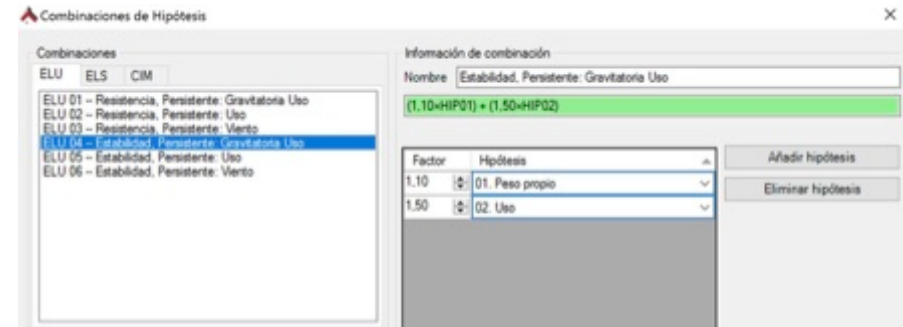 Combinaciones de Hipótesis
Combinaciones
ELU ELS CIM
ELU 01 – Resistencia, Persistente: Gravitatoria Uso
ELU 02 – Resistencia, Persistente: Uso
ELU 03 – Resistencia, Persistente: Viento
ELU 04 – Estabilidad, Persistente: Gravitatoria Uso
ELU 05 – Estabilidad, Persistente: Uso
ELU 06 – Estabilidad, Persistente: Viento
Información de combinación
Nombre Estabilidad, Persistente: Gravitatoria Uso
(1.10×HIP01) + (1.50×HIP02)
Factor Hipótesis
1,10 01. Peso propio
1,50 02. Uso
Añadir hipótesis
Eliminar hipótesis